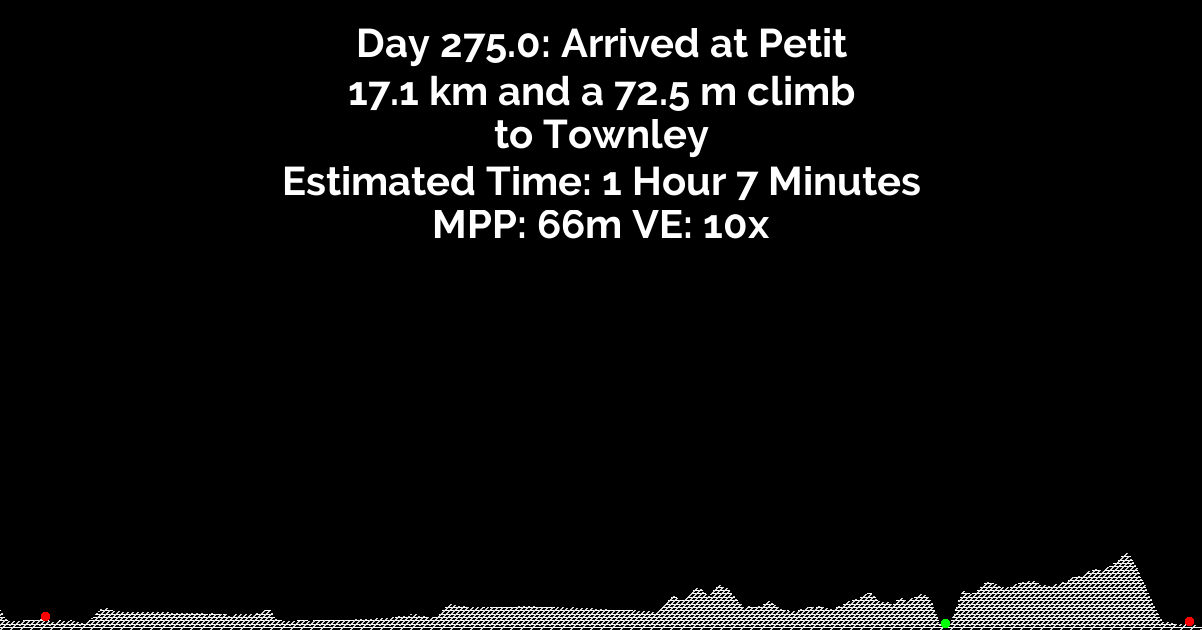 Day 275.0: Arrived at Petit
17.1 km and a 72.5 m climb
to Townley
Estimated Time: 1 Hour 7 Minutes
MPP: 66m VE: 10x